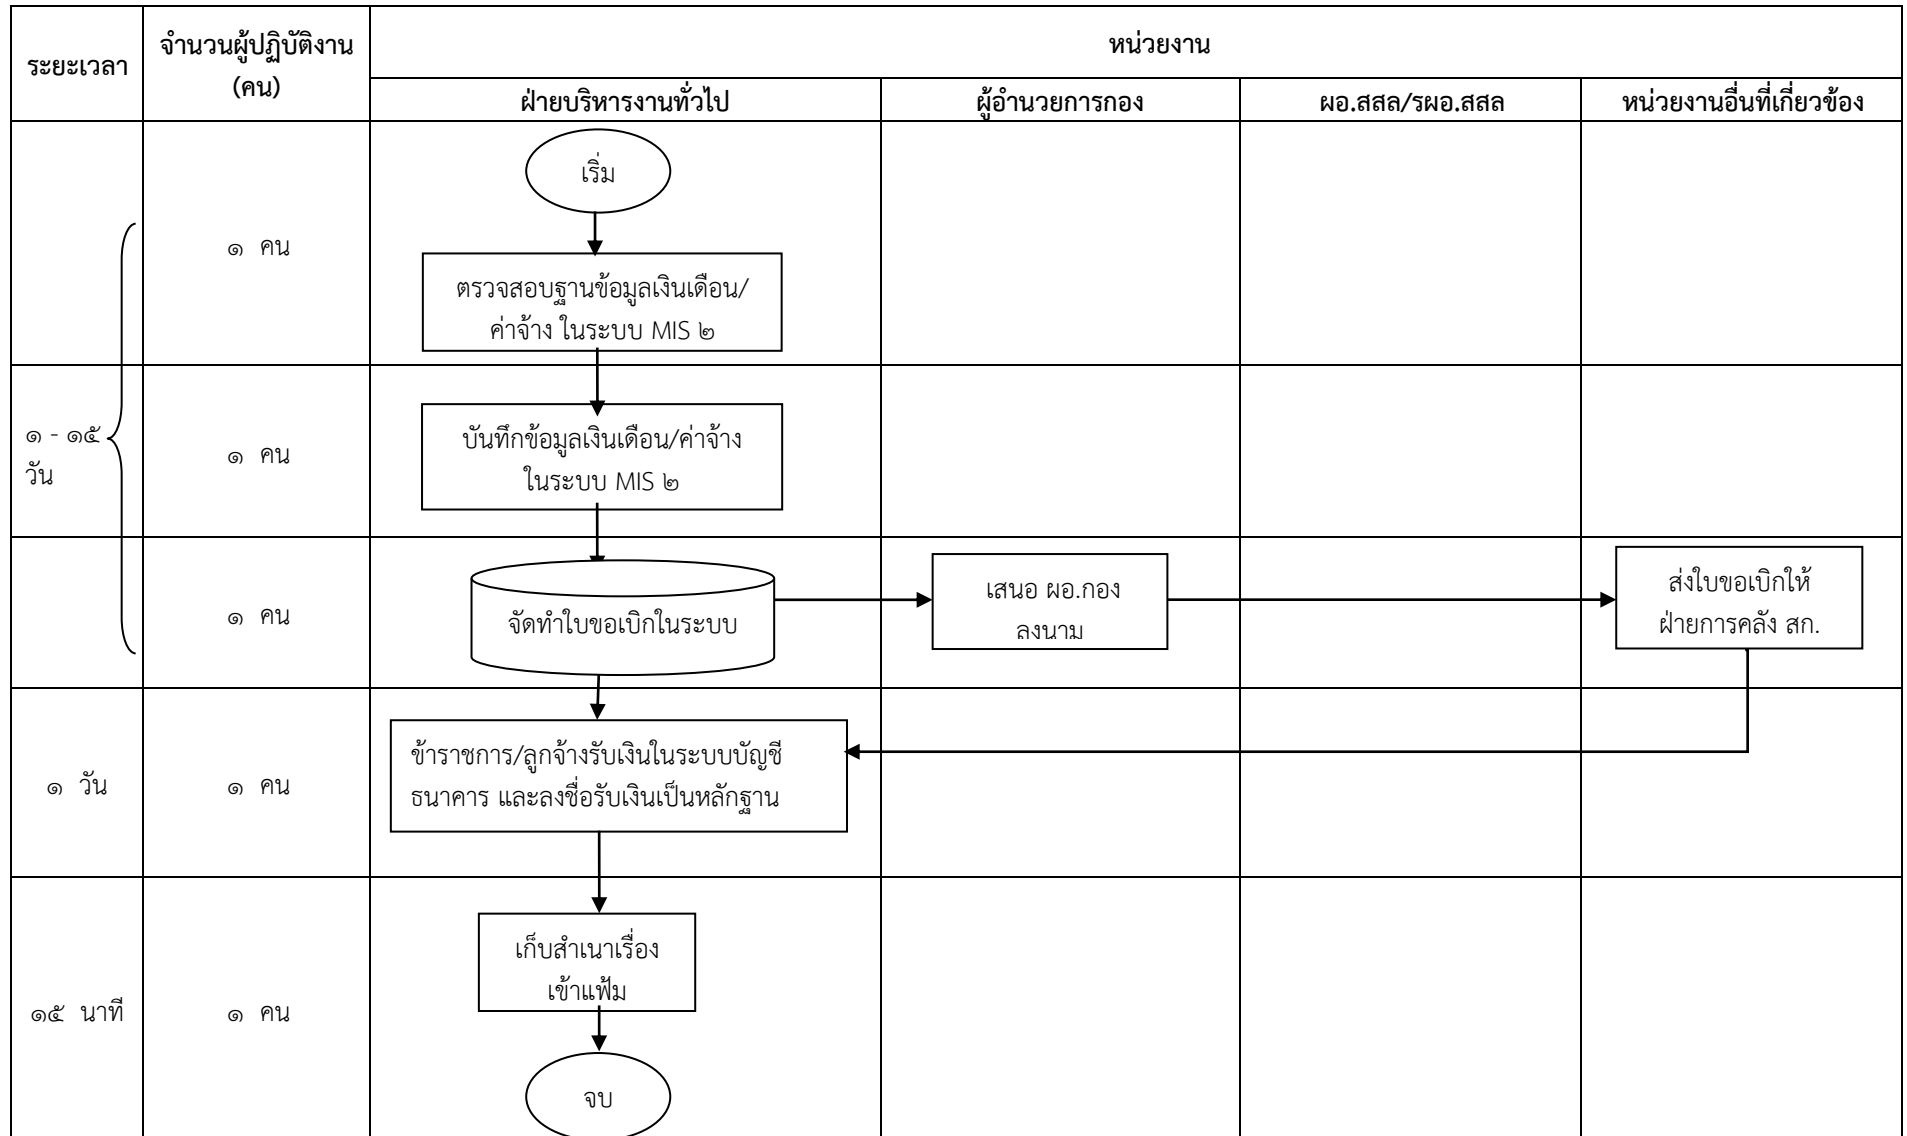 ระยะเวลา
จำนวนผู้ปฏิบัติงาน
(คน)
หน่วยงาน
ฝ่ายบริหารงานทั่วไป
ผู้อำนวยการกอง
ผอ.สสล/รผอ.สสล
หน่วยงานอื่นที่เกี่ยวข้อง
เริ่ม
๑ คน
ตรวจสอบฐานข้อมูลเงินเดือน/
ค่าจ้าง ในระบบ MIS ๒
๑ - ๑๕
วัน
๑ คน
บันทึกข้อมูลเงินเดือน/ค่าจ้าง
ในระบบ MIS ๒
๑ คน
จัดทำใบขอเบิกในระบบ
เสนอ ผอ.กอง
ลงนาม
ส่งใบขอเบิกให้
ฝ่ายการคลัง สก.
๑ วัน
๑ คน
ข้าราชการ/ลูกจ้างรับเงินในระบบบัญชี
ธนาคาร และลงชื่อรับเงินเป็นหลักฐาน
๑๕ นาที
๑ คน
เก็บสำเนาเรื่อง
เข้าแฟ้ม
จบ